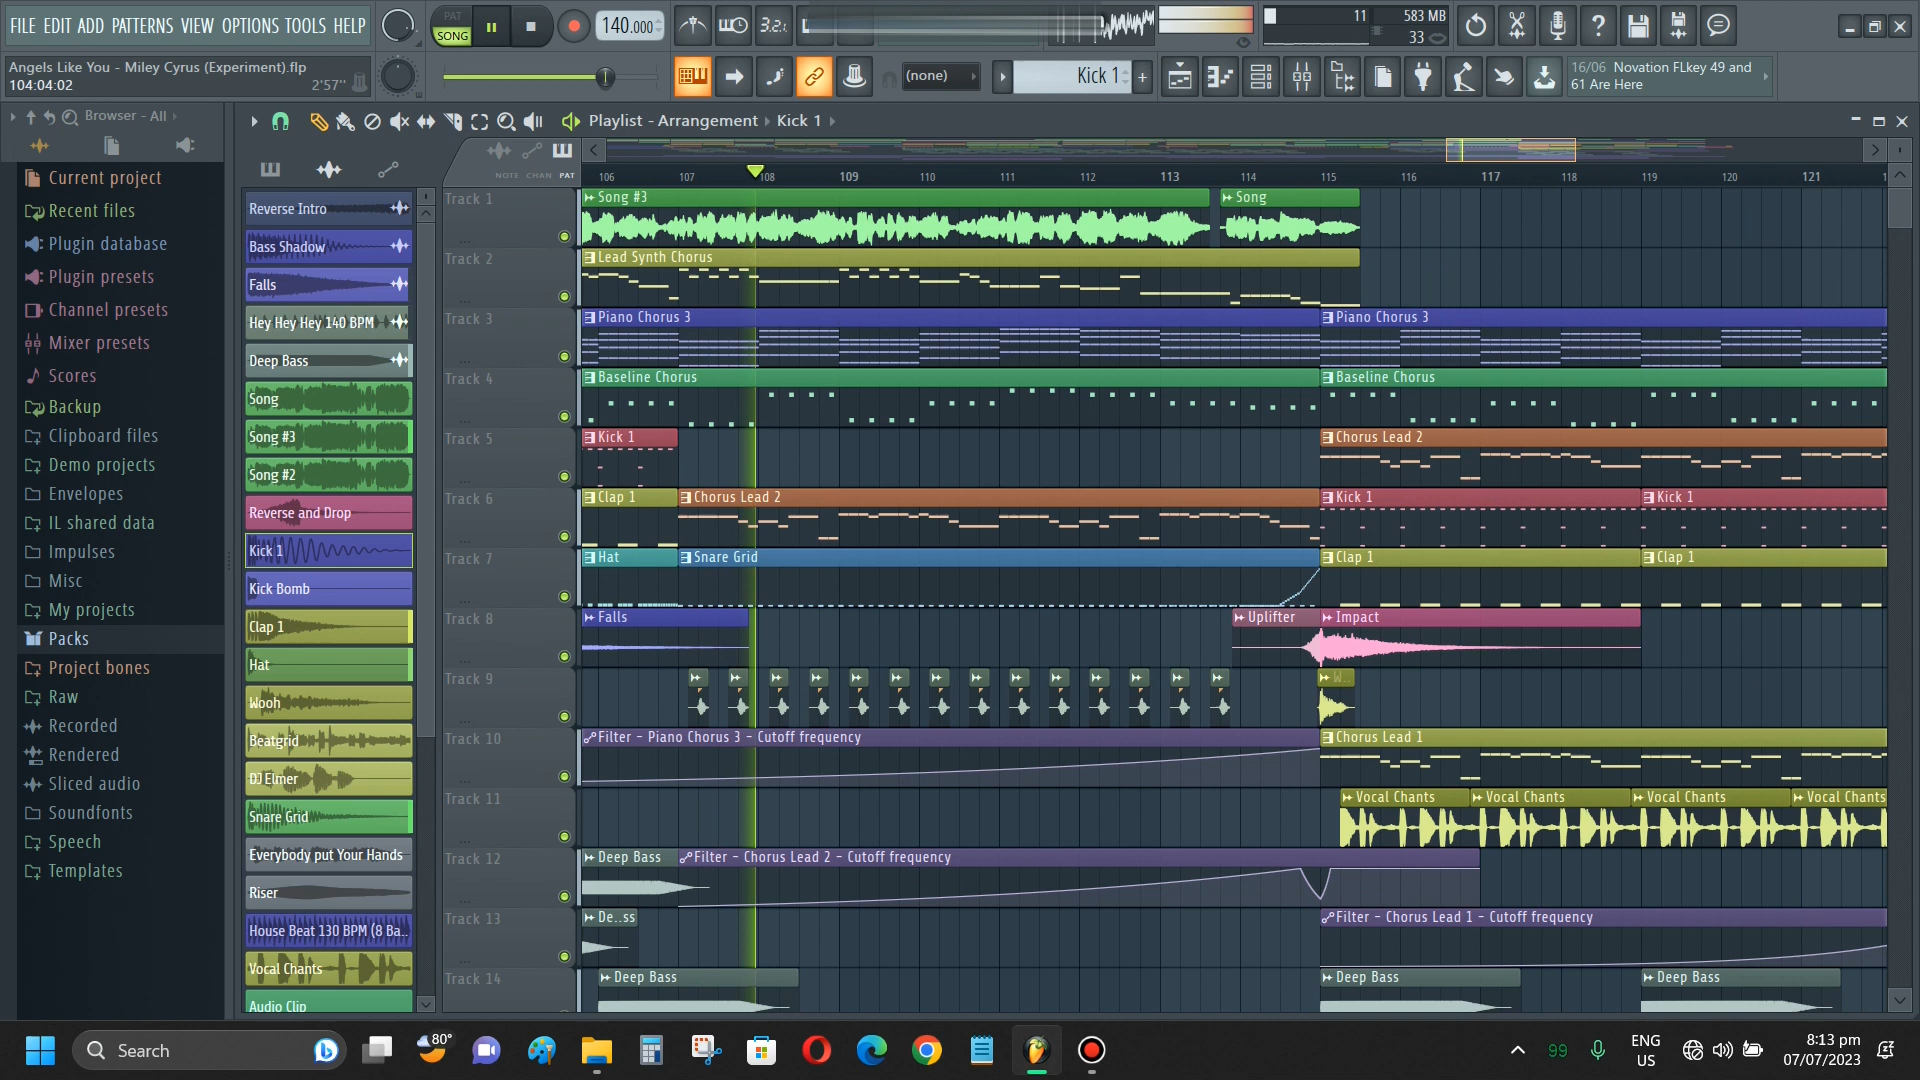 FILE EDIT ADD PATTERNS VIEW OPTIONS TOOLS HELP
PAT
SONG
140.000
3.2.
11
583 MB
33
Angels Like You - Miley Cyrus (Experiment).flp
104:04:02
2'57''
(none)
Kick 1
16/06 Novation FLkey 49 and
61 Are Here
Browser - All
Playlist - Arrangement
Kick 1
NOTE CHAN PAT
106 107 108 109 110 111 112 113 114 115 116 117 118 119 120 121
Current project
Recent files
Plugin database
Plugin presets
Channel presets
Mixer presets
Scores
Backup
Clipboard files
Demo projects
Envelopes
IL shared data
Impulses
Misc
My projects
Packs
Project bones
Raw
Recorded
Rendered
Sliced audio
Soundfonts
Speech
Templates
Reverse Intro
Bass Shadow
Falls
Hey Hey Hey 140 BPM
Deep Bass
Song
Song #3
Song #2
Reverse and Drop
Kick 1
Kick Bomb
Clap 1
Hat
Wooh
Beatgrid
DJ Elmer
Snare Grid
Everybody put Your Hands
Riser
House Beat 130 BPM (8 Ba..
Vocal Chants
Audio Clip
Track 1
Song #3
Song
Track 2
Lead Synth Chorus
Track 3
Piano Chorus 3
Piano Chorus 3
Track 4
Baseline Chorus
Baseline Chorus
Track 5
Kick 1
Chorus Lead 2
Track 6
Clap 1
Chorus Lead 2
Kick 1
Kick 1
Track 7
Hat
Snare Grid
Clap 1
Clap 1
Track 8
Falls
Uplifter
Impact
Track 9
W..
Track 10
Filter - Piano Chorus 3 - Cutoff frequency
Chorus Lead 1
Track 11
Vocal Chants
Vocal Chants
Vocal Chants
Vocal Chants
Track 12
Deep Bass
Filter - Chorus Lead 2 - Cutoff frequency
Track 13
De..ss
Filter - Chorus Lead 1 - Cutoff frequency
Track 14
Deep Bass
Deep Bass
Deep Bass
Search
80°
99
ENG
US
8:13 pm
07/07/2023